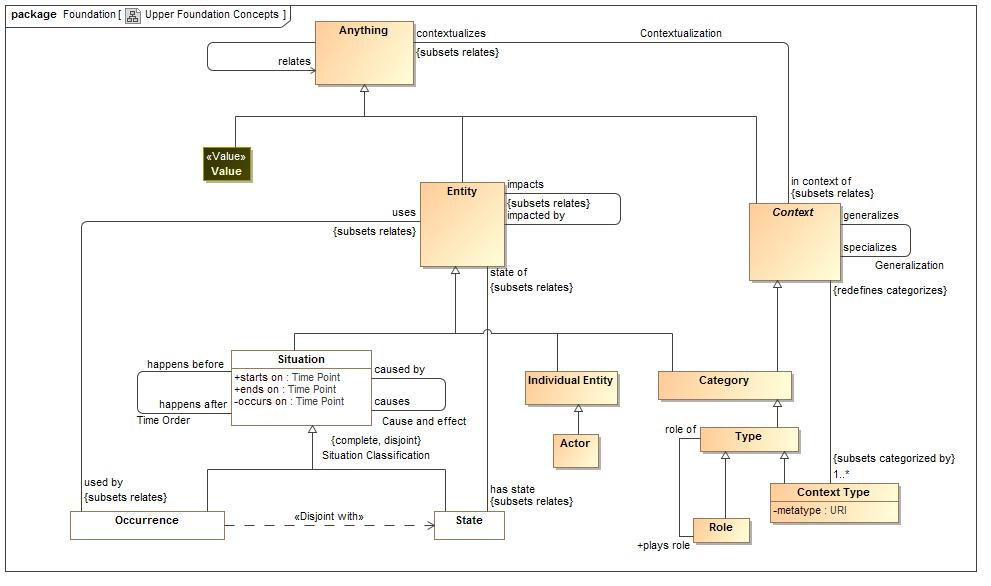 package Foundation [ Upper Foundation Concepts ]
Anything
contextualizes
Contextualization
{subsets relates}
relates
«Value»
Value
in context of
{subsets relates}
Entity
impacts
{subsets relates}
impacted by
uses
{subsets relates}
Context
generalizes
specializes
Generalization
state of
{subsets relates}
{redefines categorizes}
happens before
Situation
+starts on : Time Point
+ends on : Time Point
-occurs on : Time Point
caused by
causes
happens after
Time Order
Cause and effect
Individual Entity
Category
{complete, disjoint}
Situation Classification
Actor
role of
Type
{subsets categorized by}
1..*
used by
{subsets relates}
has state
{subsets relates}
Context Type
-metatype : URI
Occurrence
«Disjoint with»
State
Role
+plays role